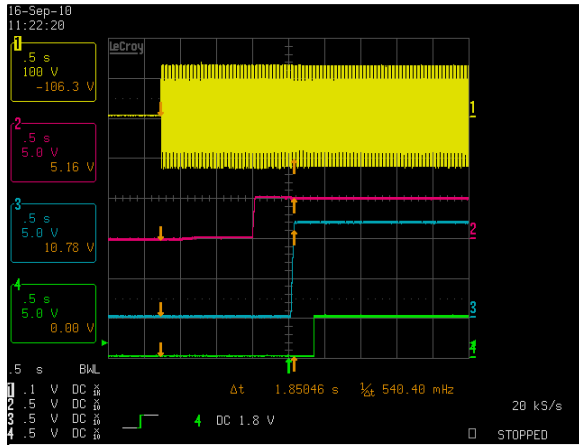 16-Sep-10
11:22:20
LeCroy
1
.5 s
100 V
-106.3 V
2
.5 s
5.0 V
5.16 V
3
.5 s
5.0 V
10.78 V
4
.5 s
5.0 V
0.00 V
1
2
3
4
.5 s BWL
1 .1 V DC
2 .5 V DC
3 .5 V DC
4 .5 V DC
Δt 1.85046 s 1/Δt 540.40 mHz
4 DC 1.8 V
20 kS/s
STOPPED